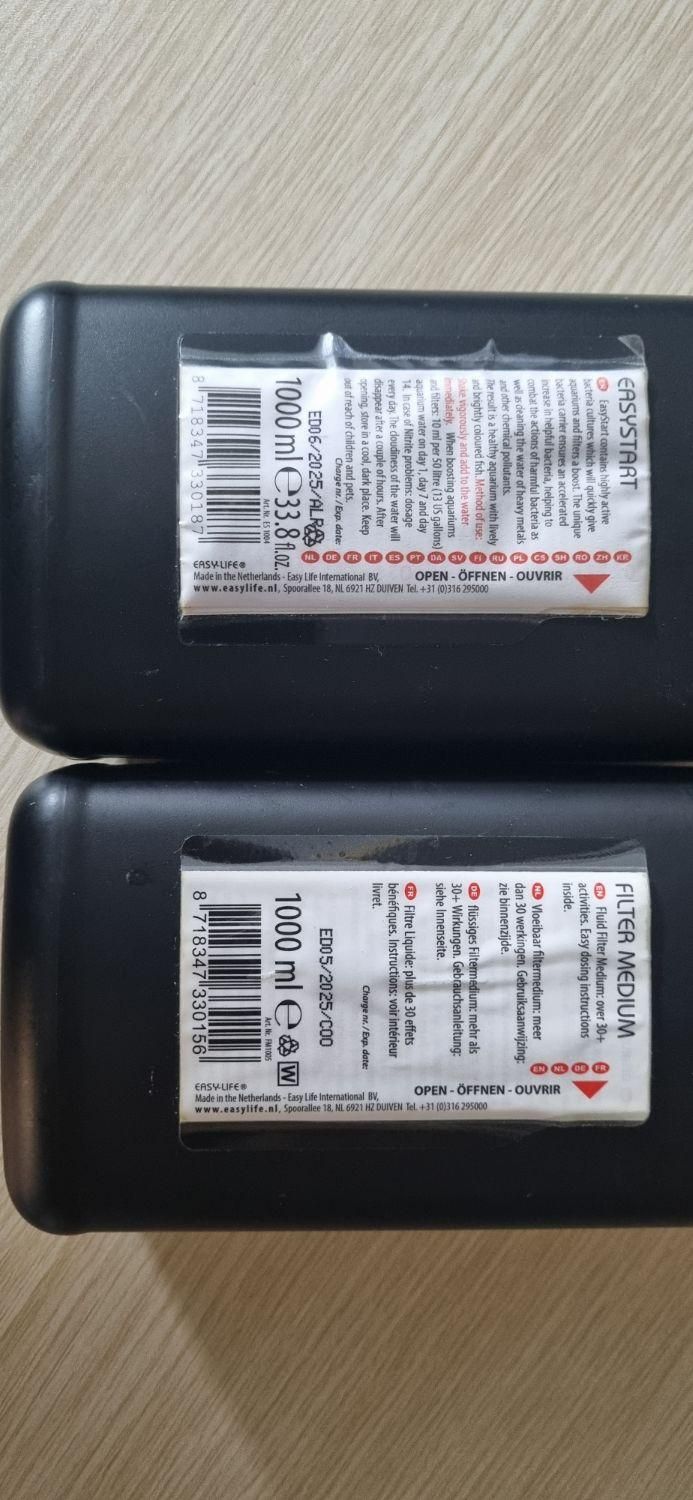 EASYSTART
EN EasyStart contains highly active
bacteria cultures which will quickly give
aquariums and filters a boost. The unique
bacteria carrier ensures an accelerated
increase in helpful bacteria, helping to
combat the actions of harmful bacteria as
well as cleaning the water of heavy metals
and other chemical pollutants.
The result is a healthy aquarium with lively
and brightly coloured fish. Method of use:
Shake vigorously and add to the water
immediately. When boosting aquariums
and filters: 10 ml per 50 litre (13 US gallons)
aquarium water on day 1, day 7 and day
14. In case of Nitrite problems: dosage
every day. The cloudiness of the water will
disappear after a couple of hours. After
opening, store in a cool, dark place. Keep
out of reach of children and pets.
Charge nr. / Exp. date:
ED06/2025/ALR
1000 ml e 33,8 fl.oz.
Art. Nr. ES1004
8 718347 330187
NL DE FR IT ES PT DA SV FI RU PL CS SH RO ZH KR
OPEN - ÖFFNEN - OUVRIR
EASY-LIFE®
Made in the Netherlands - Easy Life International BV,
www.easylife.nl, Spoorallee 18, NL 6921 HZ DUIVEN Tel. +31 (0)316 295000
FILTER MEDIUM
EN Fluid Filter Medium: over 30+
activities. Easy dosing instructions
inside.
NL Vloeibaar filtermedium: meer
dan 30 werkingen. Gebruiksaanwijzing:
zie binnenzijde.
DE flüssiges Filtermedium: mehr als
30+ Wirkungen. Gebrauchsanleitung:
siehe Innenseite.
FR Filtre Liquide: plus de 30 effets
bénéfiques. Instructions: voir intérieur
livret.
Charge nr. / Exp. date:
ED05/2025/COO
1000 ml e W
Art. Nr. FM1005
8 718347 330156
EN NL DE FR
OPEN - ÖFFNEN - OUVRIR
EASY-LIFE®
Made in the Netherlands - Easy Life International BV,
www.easylife.nl, Spoorallee 18, NL 6921 HZ DUIVEN Tel. +31 (0)316 295000